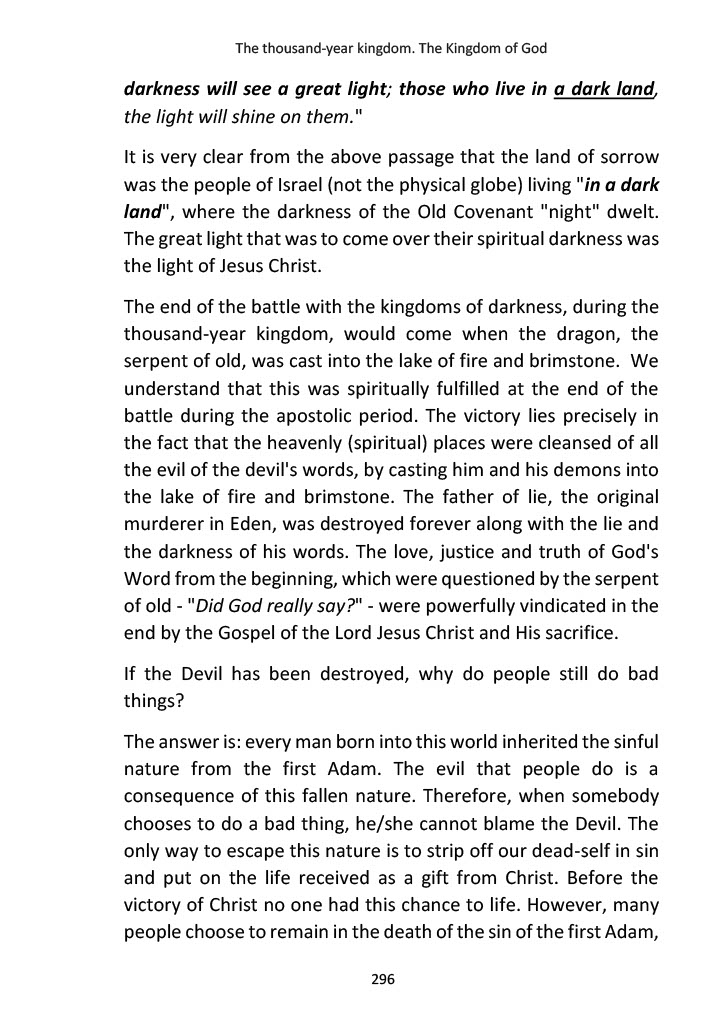 The thousand-year kingdom. The Kingdom of God
darkness will see a great light; those who live in a dark land,
the light will shine on them."
It is very clear from the above passage that the land of sorrow
was the people of Israel (not the physical globe) living "in a dark
land", where the darkness of the Old Covenant "night" dwelt.
The great light that was to come over their spiritual darkness was
the light of Jesus Christ.
The end of the battle with the kingdoms of darkness, during the
thousand-year kingdom, would come when the dragon, the
serpent of old, was cast into the lake of fire and brimstone. We
understand that this was spiritually fulfilled at the end of the
battle during the apostolic period. The victory lies precisely in
the fact that the heavenly (spiritual) places were cleansed of all
the evil of the devil's words, by casting him and his demons into
the lake of fire and brimstone. The father of lie, the original
murderer in Eden, was destroyed forever along with the lie and
the darkness of his words. The love, justice and truth of God's
Word from the beginning, which were questioned by the serpent
of old - "Did God really say?" - were powerfully vindicated in the
end by the Gospel of the Lord Jesus Christ and His sacrifice.
If the Devil has been destroyed, why do people still do bad
things?
The answer is: every man born into this world inherited the sinful
nature from the first Adam. The evil that people do is a
consequence of this fallen nature. Therefore, when somebody
chooses to do a bad thing, he/she cannot blame the Devil. The
only way to escape this nature is to strip off our dead-self in sin
and put on the life received as a gift from Christ. Before the
victory of Christ no one had this chance to life. However, many
people choose to remain in the death of the sin of the first Adam,
296